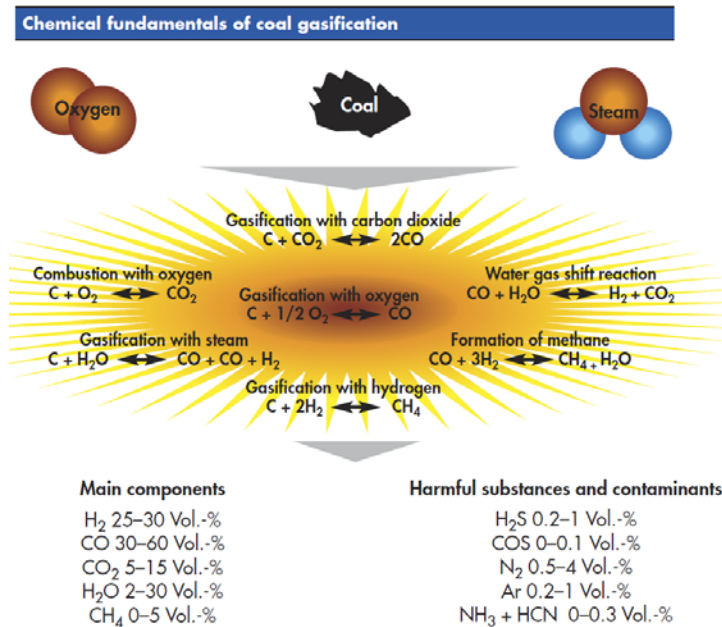 Chemical fundamentals of coal gasification
Oxygen
Coal
Steam
Gasification with carbon dioxide
C + CO₂ ⟷ 2CO
Combustion with oxygen
C + O₂ ⟷ CO₂
Water gas shift reaction
CO + H₂O ⟷ H₂ + CO₂
Gasification with oxygen
C + 1/2 O₂ ⟷ CO
Gasification with steam
C + H₂O ⟷ CO + CO + H₂
Formation of methane
CO + 3H₂ ⟷ CH₄ + H₂O
Gasification with hydrogen
C + 2H₂ ⟷ CH₄
Main components
H₂ 25–30 Vol.-%
CO 30–60 Vol.-%
CO₂ 5–15 Vol.-%
H₂O 2–30 Vol.-%
CH₄ 0–5 Vol.-%
Harmful substances and contaminants
H₂S 0.2–1 Vol.-%
COS 0–0.1 Vol.-%
N₂ 0.5–4 Vol.-%
Ar 0.2–1 Vol.-%
NH₃ + HCN 0–0.3 Vol.-%